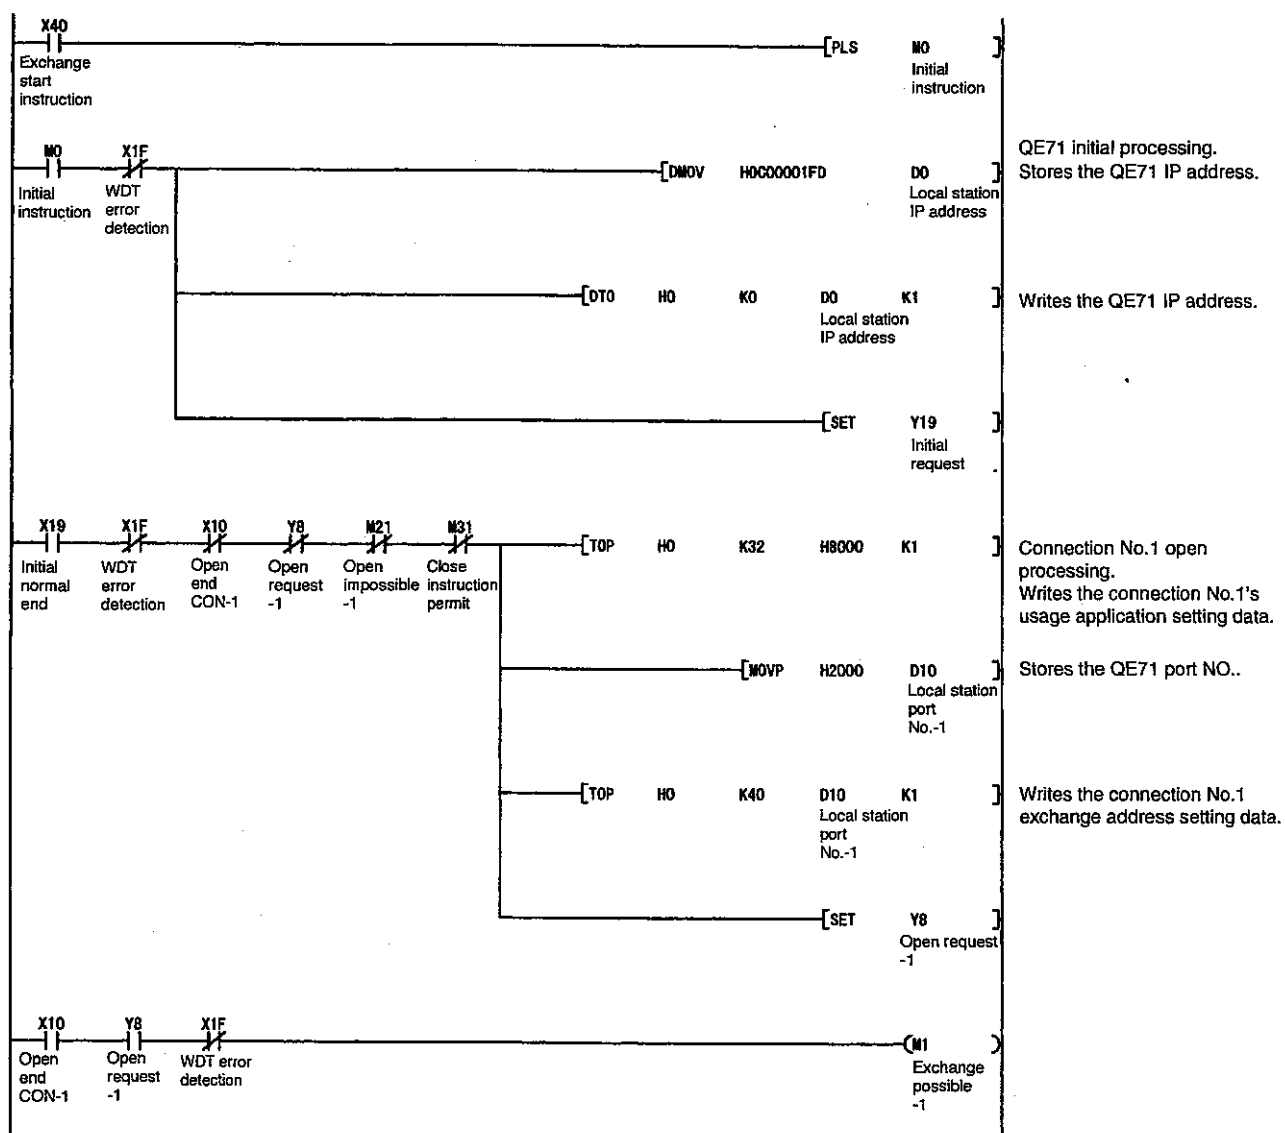 X40
Exchange
start
instruction
[PLS M0 ]
Initial
instruction
M0 X1F
Initial
instruction
WDT
error
detection
[DMOV H0C00001FD D0 ]
Local station
IP address
QE71 initial processing.
Stores the QE71 IP address.
[DTO H0 K0 D0 K1 ]
Local station
IP address
Writes the QE71 IP address.
[SET Y19 ]
Initial
request
X19 X1F X10 Y8 M21 M31
Initial
normal
end
WDT
error
detection
Open
end
CON-1
Open
request
-1
Open
impossible
-1
Close
instruction
permit
[TOP H0 K32 H8000 K1 ]
Connection No.1 open
processing.
Writes the connection No.1's
usage application setting data.
[MOVP H2000 D10 ]
Local station
port
No.-1
Stores the QE71 port NO..
[TOP H0 K40 D10 K1 ]
Local station
port
No.-1
Writes the connection No.1
exchange address setting data.
[SET Y8 ]
Open request
-1
X10 Y8 X1F
Open
end
CON-1
Open
request
-1
WDT error
detection
(M1 )
Exchange
possible
-1